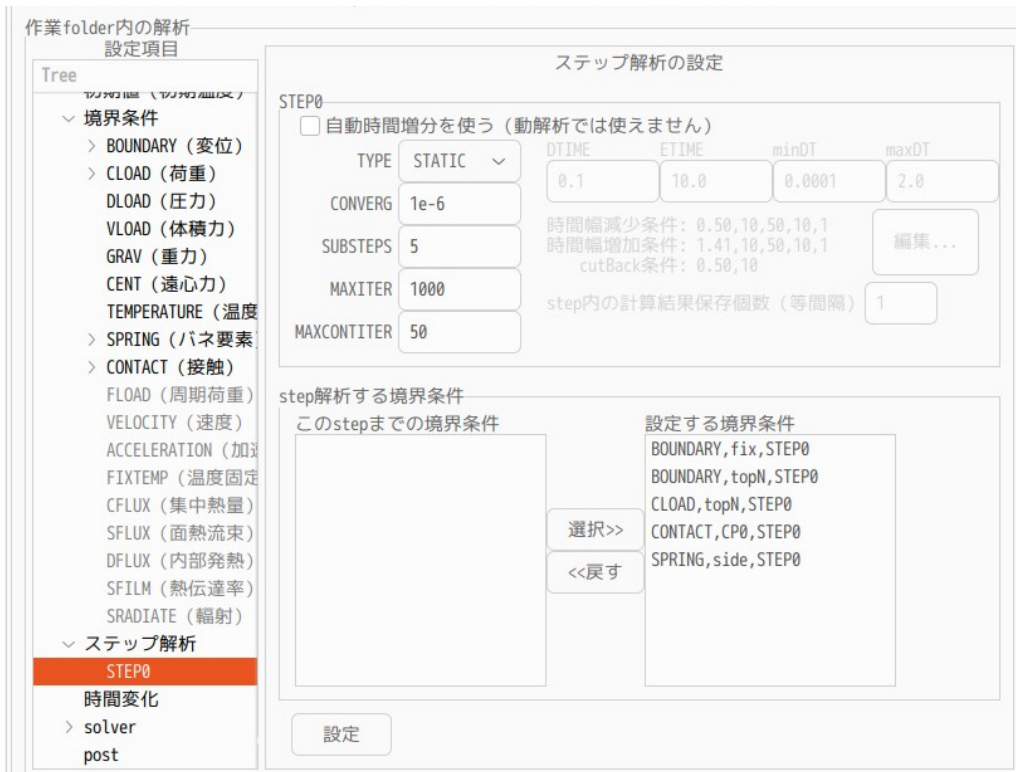 作業folder内の解析
設定項目
Tree
初期値 (初期温度)
境界条件
BOUNDARY (変位)
CLOAD (荷重)
DLOAD (圧力)
VLOAD (体積力)
GRAV (重力)
CENT (遠心力)
TEMPERATURE (温度
SPRING (バネ要素
CONTACT (接触)
FLOAD (周期荷重)
VELOCITY (速度)
ACCELERATION (加速
FIXTEMP (温度固定
CFLUX (集中熱量)
SFLUX (面熱流束)
DFLUX (内部発熱)
SFILM (熱伝達率)
SRADIATE (輻射)
ステップ解析
STEP0
時間変化
solver
post
ステップ解析の設定
STEP0
自動時間増分を使う (動解析では使えません)
TYPE STATIC
CONVERG 1e-6
SUBSTEPS 5
MAXITER 1000
MAXCONTITER 50
DTIME ETIME minDT maxDT
0.1 10.0 0.0001 2.0
時間幅減少条件: 0.50,10,50,10,1
時間幅増加条件: 1.41,10,50,10,1
cutBack条件: 0.50,10
編集...
step内の計算結果保存個数 (等間隔) 1
step解析する境界条件
このstepまでの境界条件
選択>>
<<戻す
設定する境界条件
BOUNDARY,fix,STEP0
BOUNDARY,topN,STEP0
CLOAD,topN,STEP0
CONTACT,CP0,STEP0
SPRING,side,STEP0
設定